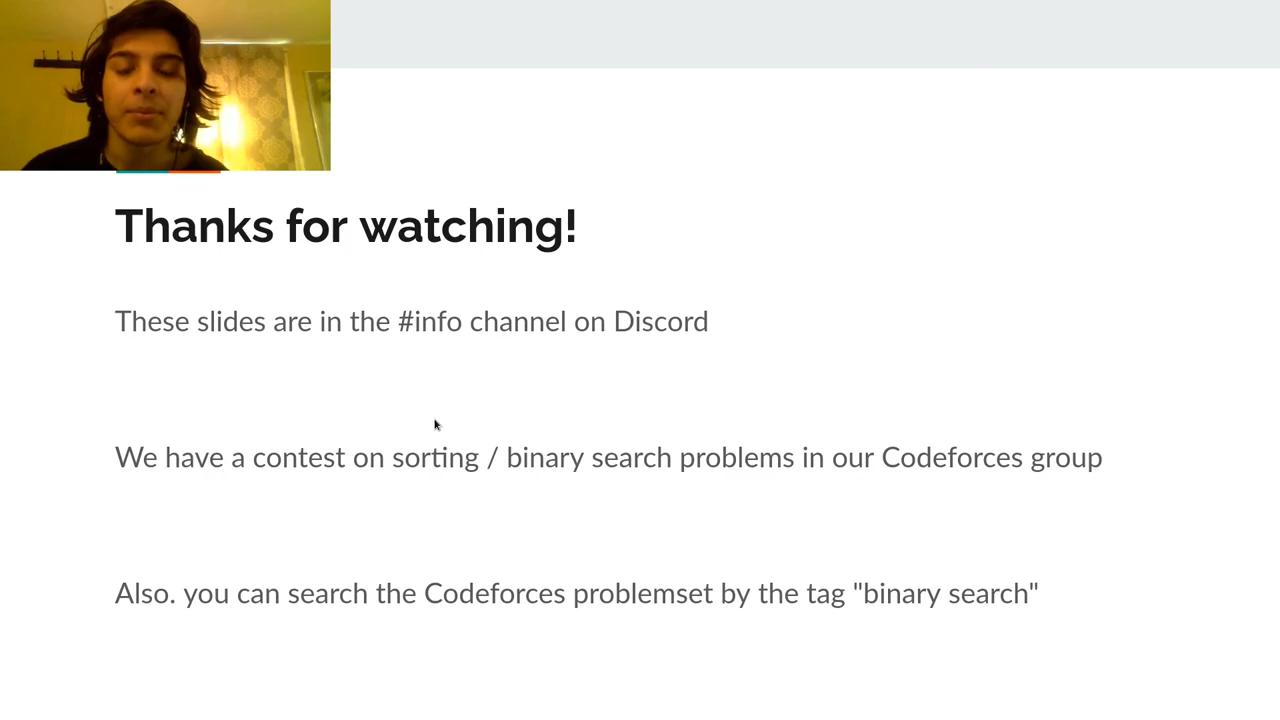 Thanks for watching!
These slides are in the #info channel on Discord
We have a contest on sorting / binary search problems in our Codeforces group
Also. you can search the Codeforces problemset by the tag "binary search"